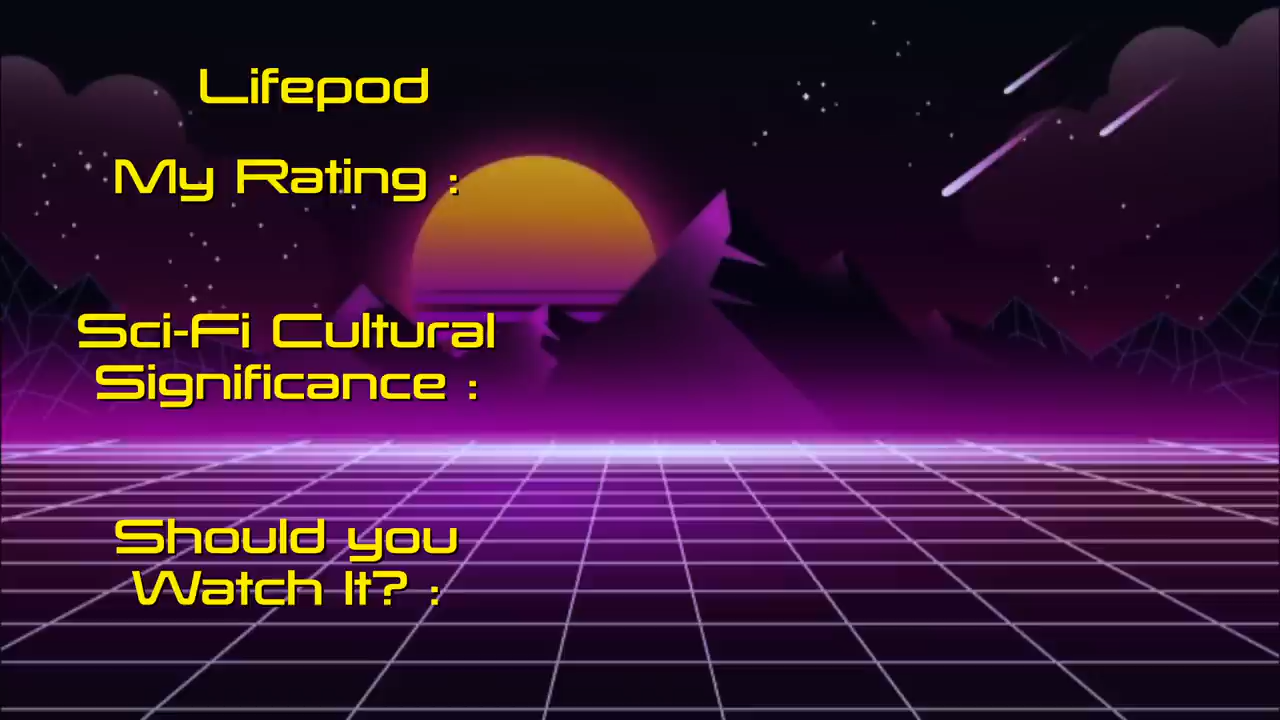 Lifepod
My Rating :
Sci-Fi Cultural
Significance :
Should you
Watch It? :